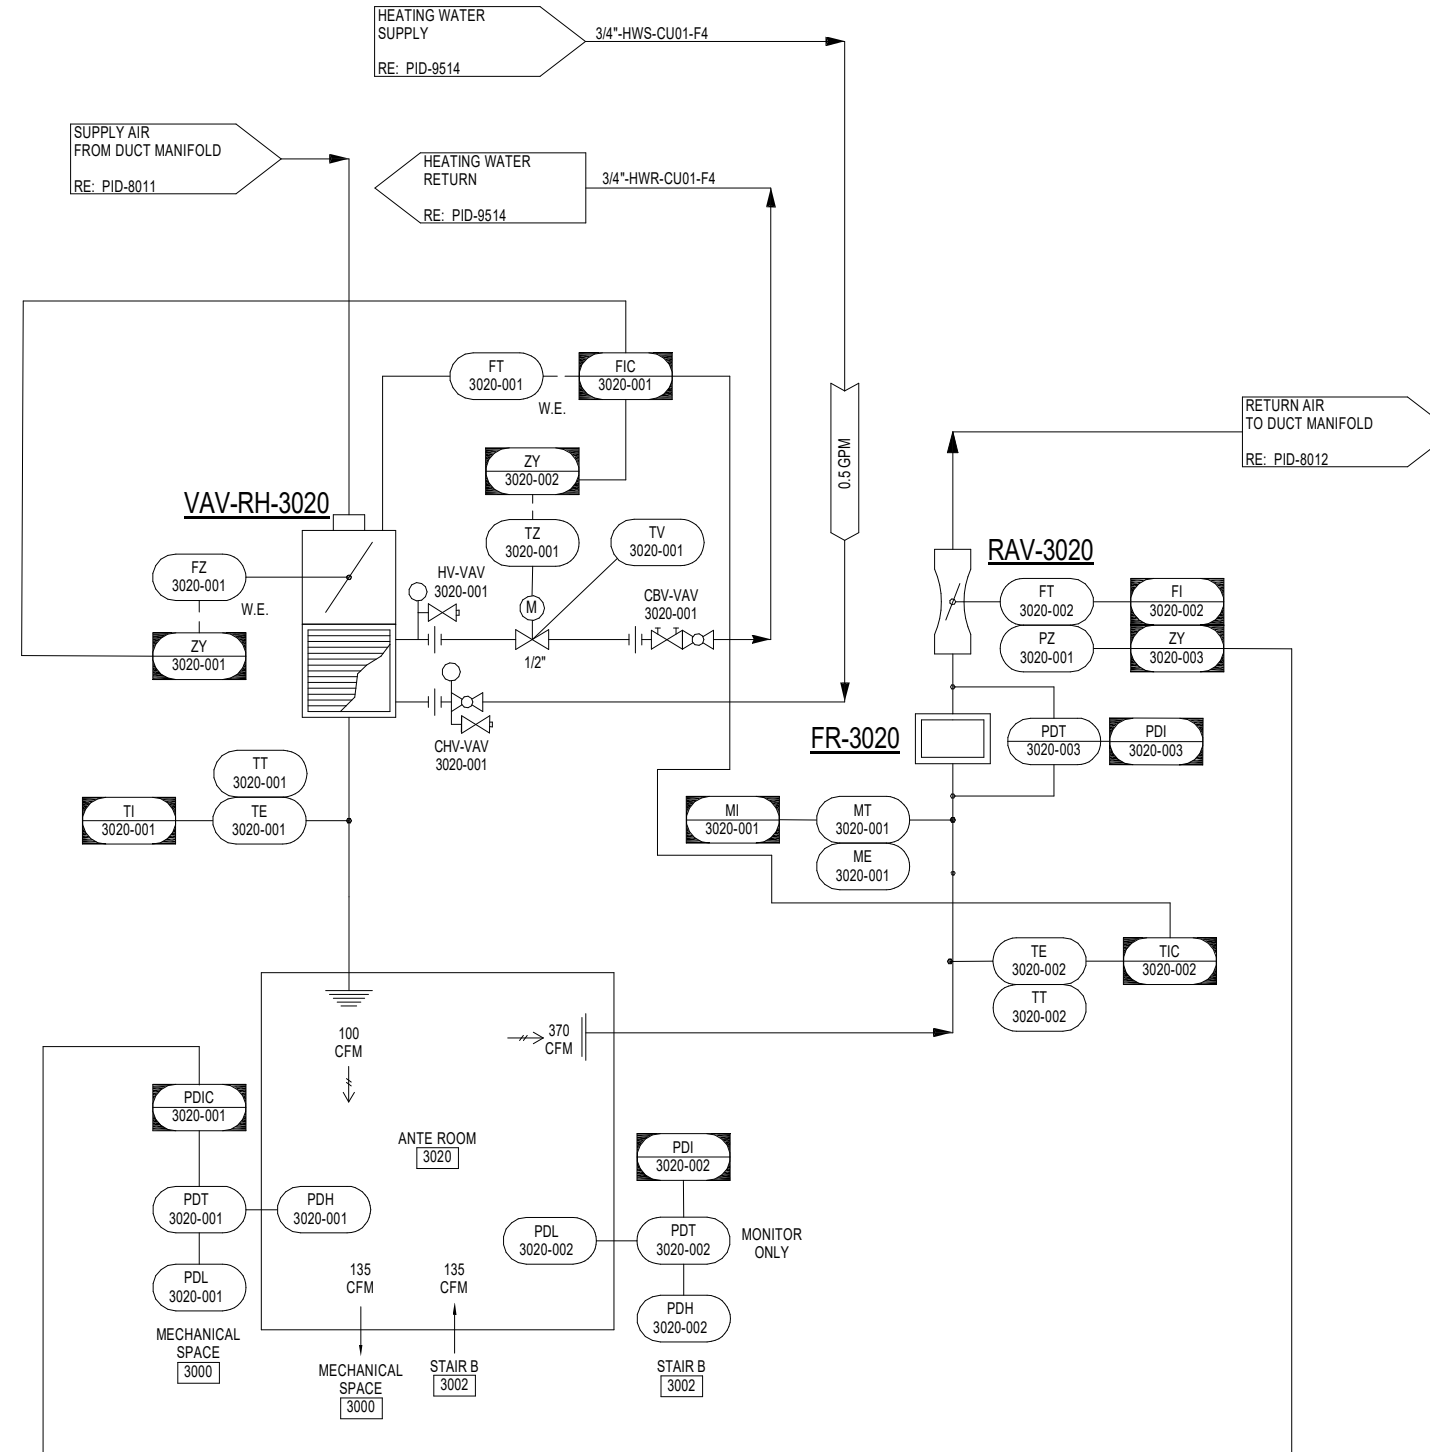 HEATING WATER
SUPPLY
RE: PID-9514
3/4"-HWS-CU01-F4
SUPPLY AIR
FROM DUCT MANIFOLD
RE: PID-8011
HEATING WATER
RETURN
RE: PID-9514
3/4"-HWR-CU01-F4
FT
3020-001
W.E.
FIC
3020-001
0.5 GPM
RETURN AIR
TO DUCT MANIFOLD
RE: PID-8012
ZY
3020-002
VAV-RH-3020
TZ
3020-001
TV
3020-001
FZ
3020-001
W.E.
ZY
3020-001
HV-VAV
3020-001
M
1/2"
CBV-VAV
3020-001
CHV-VAV
3020-001
RAV-3020
FT
3020-002
FI
3020-002
PZ
3020-001
ZY
3020-003
FR-3020
PDT
3020-003
PDI
3020-003
TT
3020-001
TI
3020-001
TE
3020-001
MI
3020-001
MT
3020-001
ME
3020-001
TE
3020-002
TIC
3020-002
TT
3020-002
100
CFM
370
CFM
PDIC
3020-001
ANTE ROOM
3020
PDI
3020-002
PDT
3020-001
PDH
3020-001
PDL
3020-002
PDT
3020-002
MONITOR
ONLY
PDL
3020-001
135
CFM
135
CFM
PDH
3020-002
MECHANICAL
SPACE
3000
MECHANICAL
SPACE
3000
STAIR B
3002
STAIR B
3002